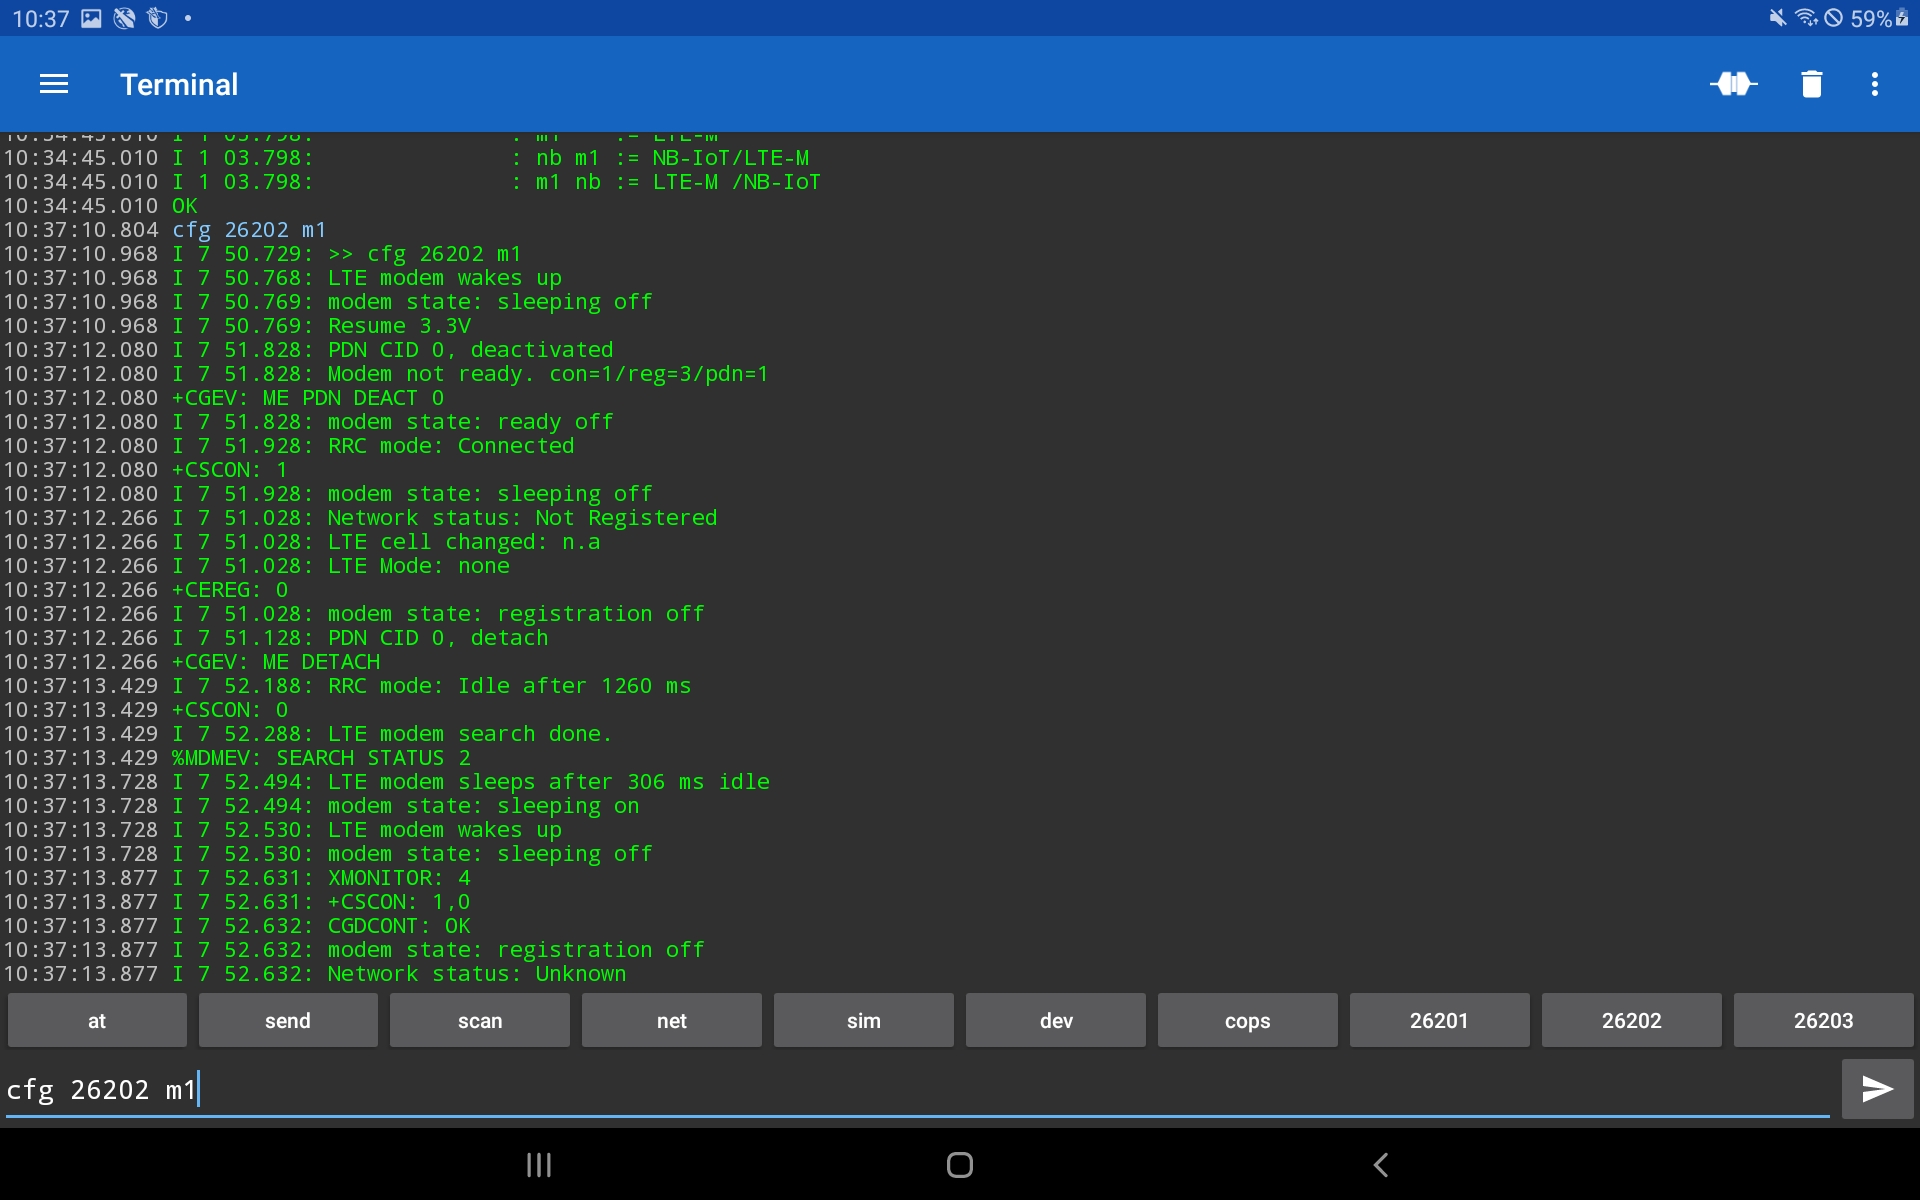 10:37
59%
Terminal
10:34:45.010 I 1 03.798:               : m1    := LTE-M
10:34:45.010 I 1 03.798:               : nb m1 := NB-IoT/LTE-M
10:34:45.010 I 1 03.798:               : m1 nb := LTE-M /NB-IoT
10:34:45.010 OK
10:37:10.804 cfg 26202 m1
10:37:10.968 I 7 50.729: >> cfg 26202 m1
10:37:10.968 I 7 50.768: LTE modem wakes up
10:37:10.968 I 7 50.769: modem state: sleeping off
10:37:10.968 I 7 50.769: Resume 3.3V
10:37:12.080 I 7 51.828: PDN CID 0, deactivated
10:37:12.080 I 7 51.828: Modem not ready. con=1/reg=3/pdn=1
10:37:12.080 +CGEV: ME PDN DEACT 0
10:37:12.080 I 7 51.828: modem state: ready off
10:37:12.080 I 7 51.928: RRC mode: Connected
10:37:12.080 +CSCON: 1
10:37:12.080 I 7 51.928: modem state: sleeping off
10:37:12.266 I 7 51.028: Network status: Not Registered
10:37:12.266 I 7 51.028: LTE cell changed: n.a
10:37:12.266 I 7 51.028: LTE Mode: none
10:37:12.266 +CEREG: 0
10:37:12.266 I 7 51.028: modem state: registration off
10:37:12.266 I 7 51.128: PDN CID 0, detach
10:37:12.266 +CGEV: ME DETACH
10:37:13.429 I 7 52.188: RRC mode: Idle after 1260 ms
10:37:13.429 +CSCON: 0
10:37:13.429 I 7 52.288: LTE modem search done.
10:37:13.429 %MDMEV: SEARCH STATUS 2
10:37:13.728 I 7 52.494: LTE modem sleeps after 306 ms idle
10:37:13.728 I 7 52.494: modem state: sleeping on
10:37:13.728 I 7 52.530: LTE modem wakes up
10:37:13.728 I 7 52.530: modem state: sleeping off
10:37:13.877 I 7 52.631: XMONITOR: 4
10:37:13.877 I 7 52.631: +CSCON: 1,0
10:37:13.877 I 7 52.632: CGDCONT: OK
10:37:13.877 I 7 52.632: modem state: registration off
10:37:13.877 I 7 52.632: Network status: Unknown
at send scan net sim dev cops 26201 26202 26203
cfg 26202 m1